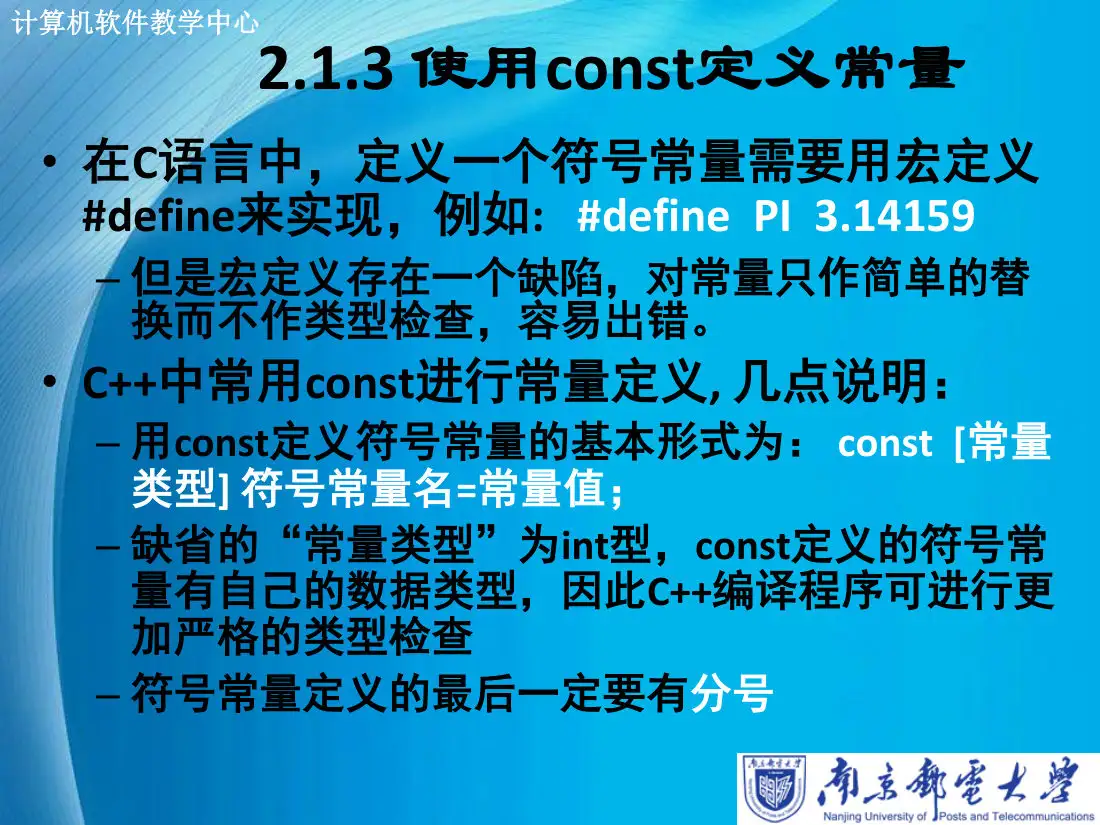 计算机软件教学中心
2.1.3 使用const定义常量
• 在C语言中，定义一个符号常量需要用宏定义
#define来实现，例如: #define PI 3.14159
– 但是宏定义存在一个缺陷，对常量只作简单的替
换而不作类型检查，容易出错。
• C++中常用const进行常量定义, 几点说明：
– 用const定义符号常量的基本形式为： const [常量
类型] 符号常量名=常量值；
– 缺省的“常量类型”为int型，const定义的符号常
量有自己的数据类型，因此C++编译程序可进行更
加严格的类型检查
– 符号常量定义的最后一定要有分号
南京郵電大學
Nanjing University of Posts and Telecommunications